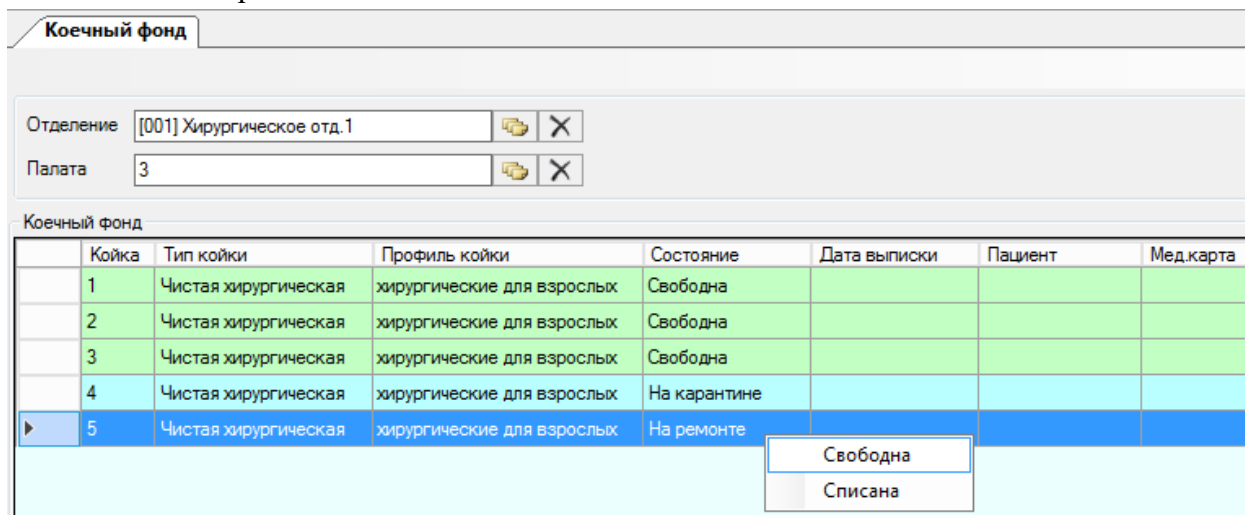 Коечный фонд
Отделение [001] Хирургическое отд.1
Палата 3
Коечный фонд
Койка Тип койки Профиль койки Состояние Дата выписки Пациент Мед.карта
1 Чистая хирургическая хирургические для взрослых Свободна
2 Чистая хирургическая хирургические для взрослых Свободна
3 Чистая хирургическая хирургические для взрослых Свободна
4 Чистая хирургическая хирургические для взрослых На карантине
5 Чистая хирургическая хирургические для взрослых На ремонте
Свободна
Списана